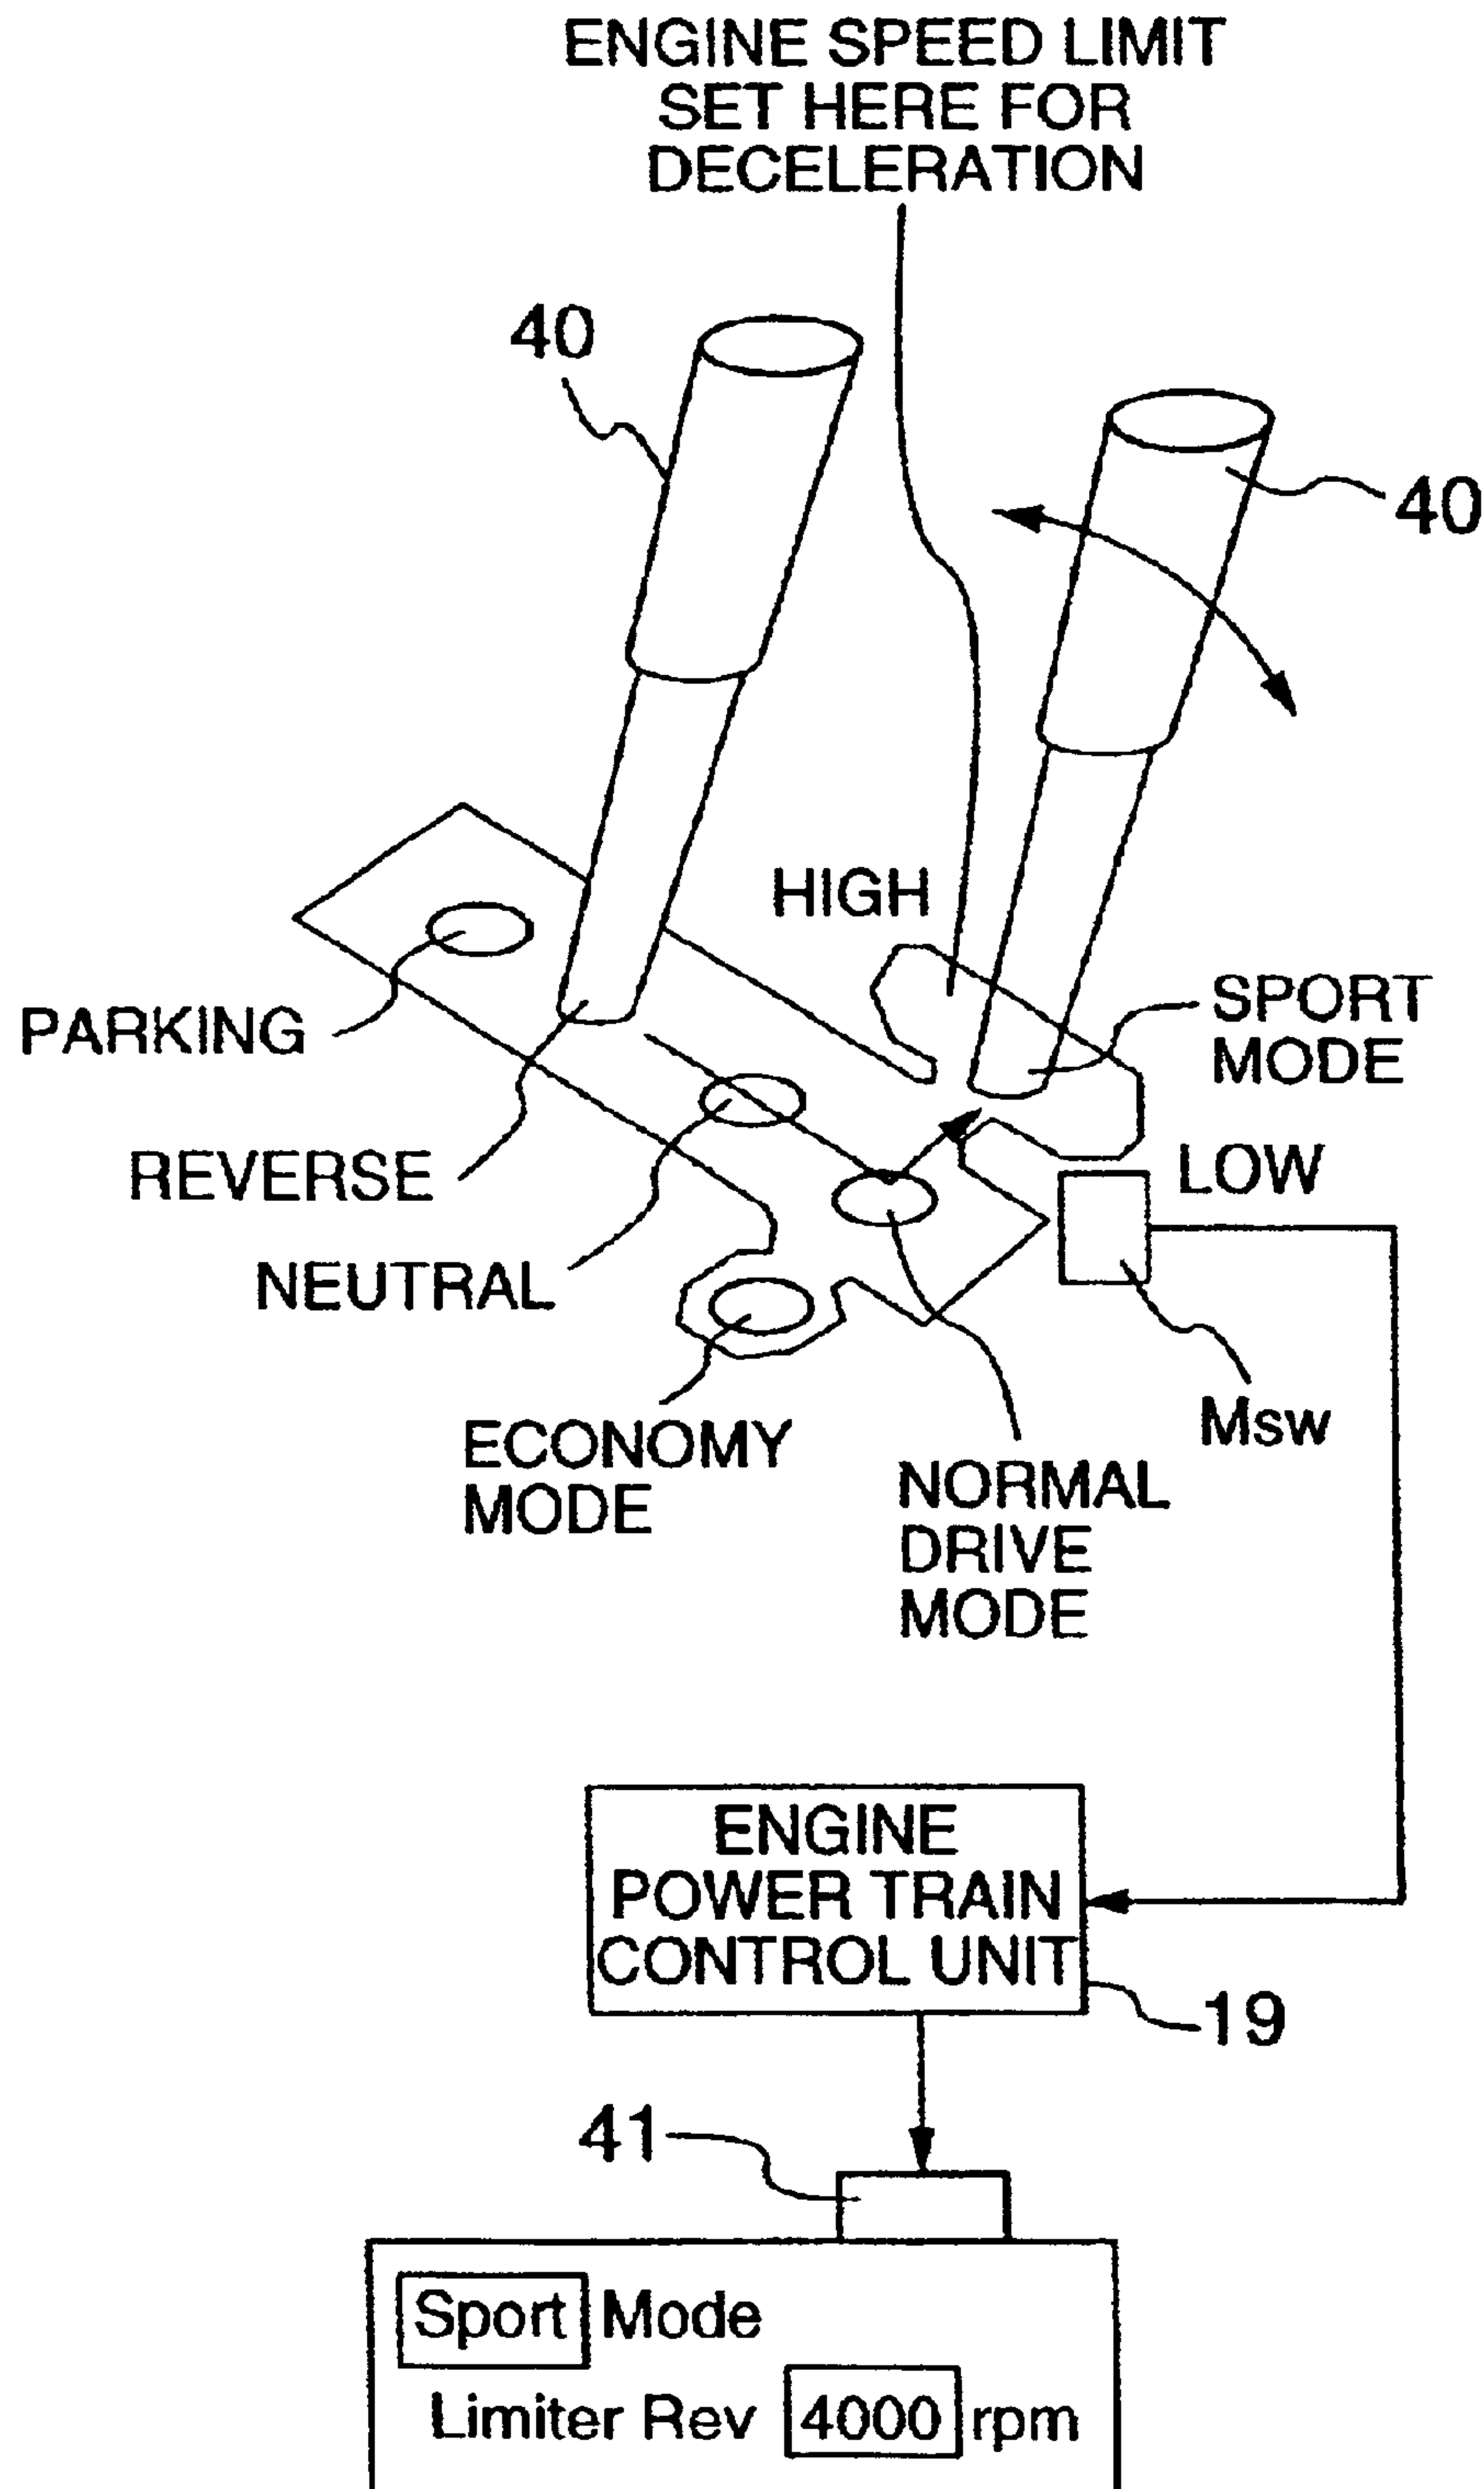 ENGINE SPEED LIMIT
SET HERE FOR
DECELERATION
40
40
HIGH
SPORT
MODE
PARKING
REVERSE
LOW
NEUTRAL
Msw
ECONOMY
MODE
NORMAL
DRIVE
MODE
ENGINE
POWER TRAIN
CONTROL UNIT
19
41
Sport Mode
Limiter Rev 4000 rpm